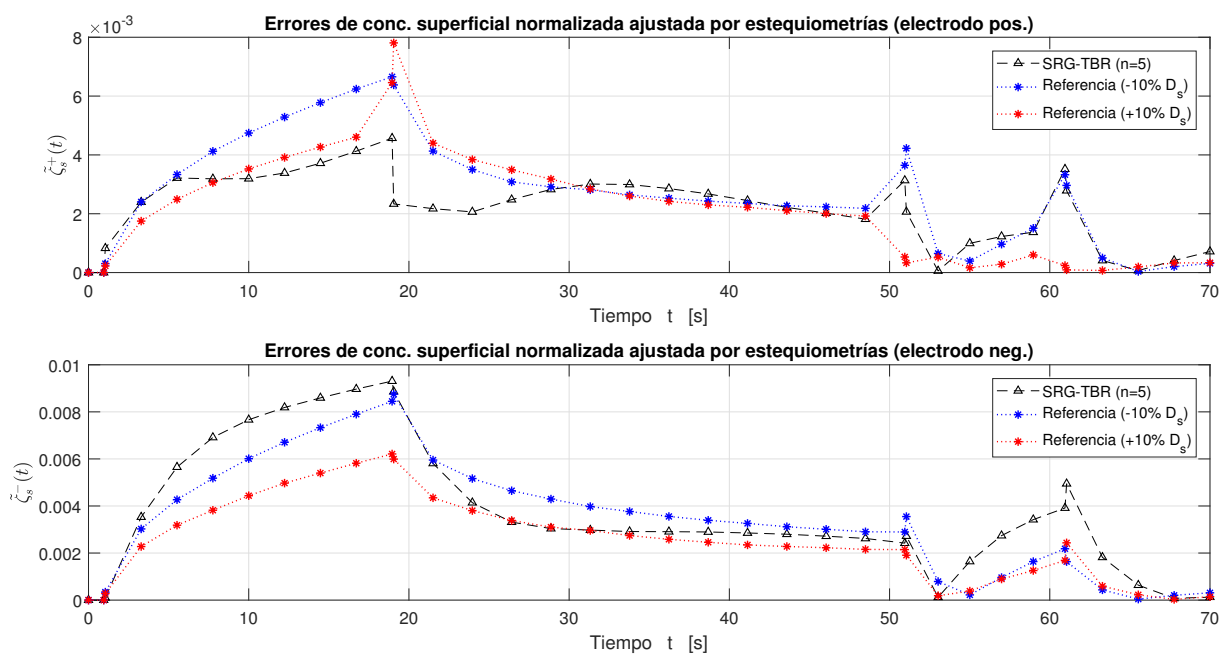 Errores de conc. superficial normalizada ajustada por estequiometrías (electrodo pos.)
×10⁻³
8
6
4
2
0
ζ̃ₛ⁺(t)
SRG-TBR (n=5)
Referencia (-10% Dₛ)
Referencia (+10% Dₛ)
0 10 20 30 40 50 60 70
Tiempo t [s]
Errores de conc. superficial normalizada ajustada por estequiometrías (electrodo neg.)
0.01
0.008
0.006
0.004
0.002
0
ζ̃ₛ⁻(t)
SRG-TBR (n=5)
Referencia (-10% Dₛ)
Referencia (+10% Dₛ)
0 10 20 30 40 50 60 70
Tiempo t [s]